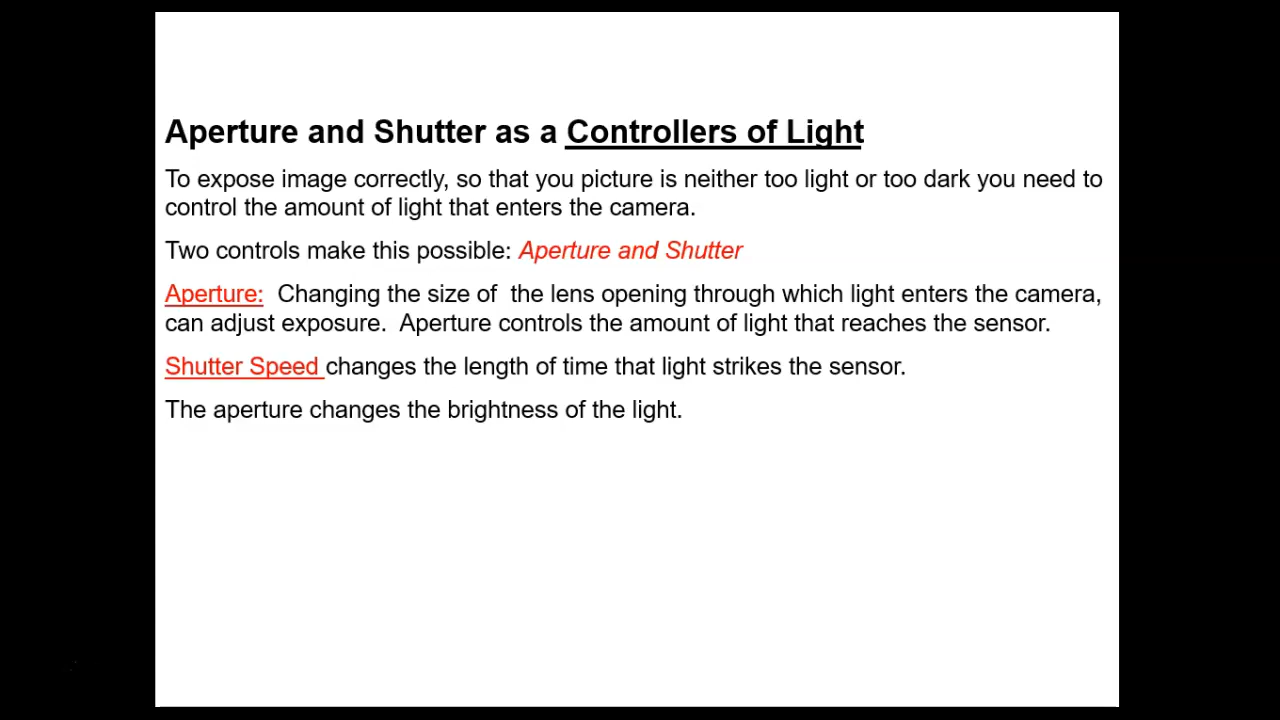 Aperture and Shutter as a Controllers of Light
To expose image correctly, so that you picture is neither too light or too dark you need to
control the amount of light that enters the camera.
Two controls make this possible: Aperture and Shutter
Aperture:  Changing the size of  the lens opening through which light enters the camera,
can adjust exposure.  Aperture controls the amount of light that reaches the sensor.
Shutter Speed changes the length of time that light strikes the sensor.
The aperture changes the brightness of the light.